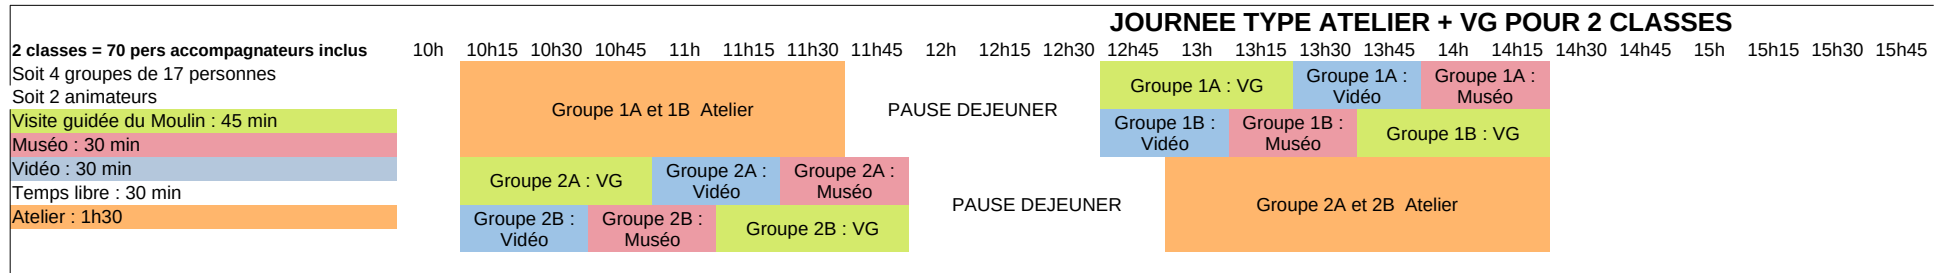 JOURNEE TYPE ATELIER + VG POUR 2 CLASSES
2 classes = 70 pers accompagnateurs inclus 10h 10h15 10h30 10h45 11h 11h15 11h30 11h45 12h 12h15 12h30 12h45 13h 13h15 13h30 13h45 14h 14h15 14h30 14h45 15h 15h15 15h30 15h45
Soit 4 groupes de 17 personnes
Soit 2 animateurs
Visite guidée du Moulin : 45 min
Muséo : 30 min
Vidéo : 30 min
Temps libre : 30 min
Atelier : 1h30
Groupe 1A et 1B Atelier
PAUSE DEJEUNER
Groupe 1A : VG
Groupe 1A :
Vidéo
Groupe 1A :
Muséo
Groupe 1B :
Vidéo
Groupe 1B :
Muséo
Groupe 1B : VG
Groupe 2A : VG
Groupe 2A :
Vidéo
Groupe 2A :
Muséo
Groupe 2B :
Vidéo
Groupe 2B :
Muséo
Groupe 2B : VG
PAUSE DEJEUNER
Groupe 2A et 2B Atelier